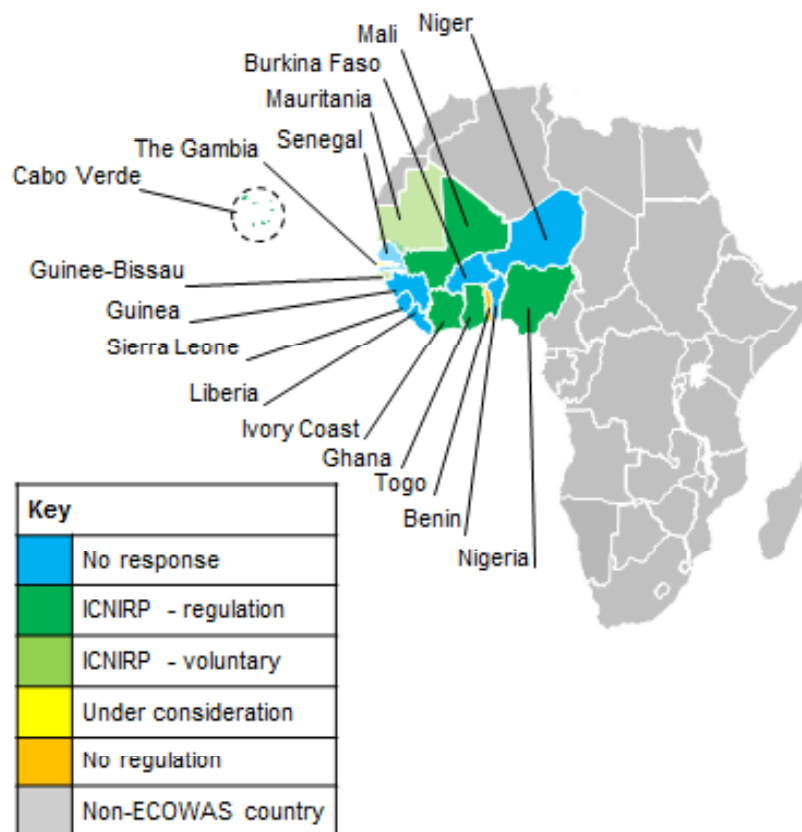 Niger
Mali
Burkina Faso
Mauritania
The Gambia
Senegal
Cabo Verde
Guinee-Bissau
Guinea
Sierra Leone
Liberia
Ivory Coast
Ghana
Togo
Benin
Nigeria
Key
No response
ICNIRP - regulation
ICNIRP - voluntary
Under consideration
No regulation
Non-ECOWAS country